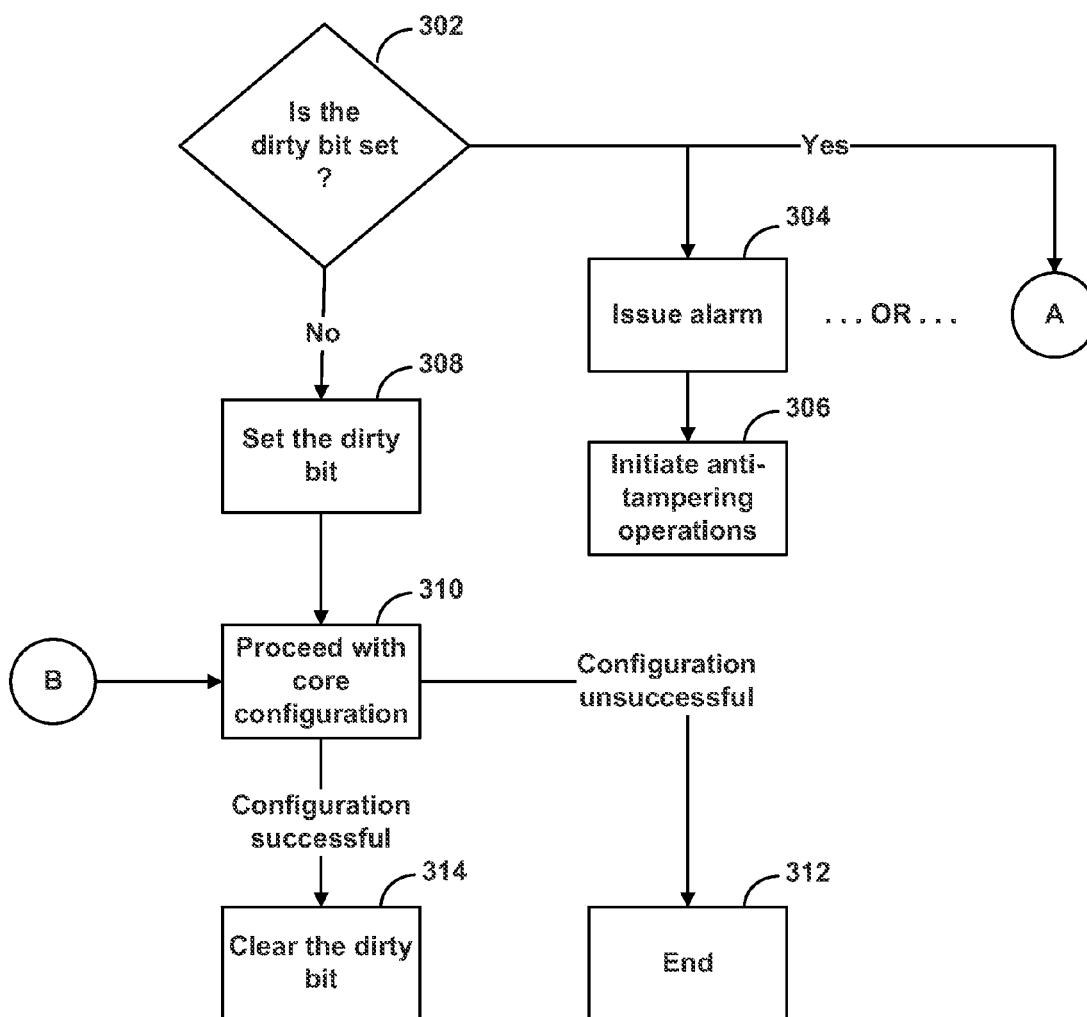 302
Is the
dirty bit set
?
Yes
304
Issue alarm
. . . OR . . .
A
No
308
Set the dirty
bit
306
Initiate anti-
tampering
operations
310
B
Proceed with
core
configuration
Configuration
unsuccessful
Configuration
successful
314
Clear the dirty
bit
312
End